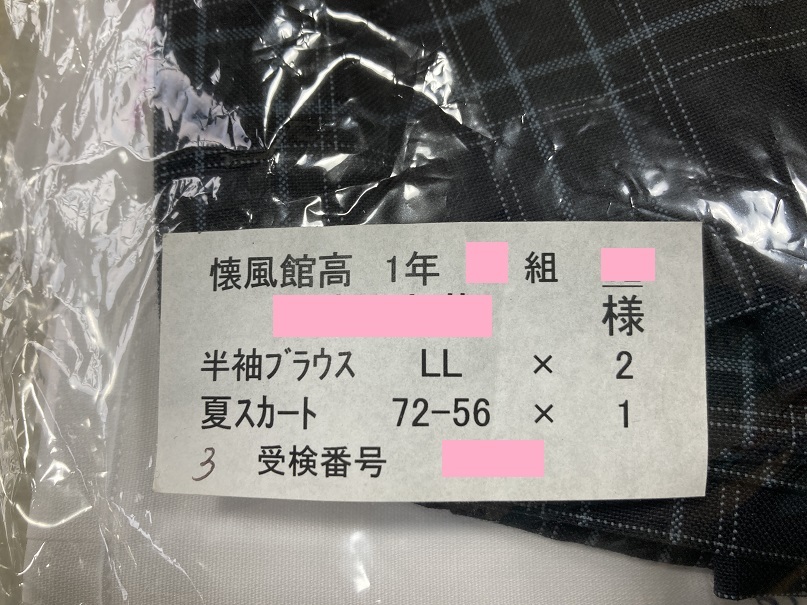 懐風館高 1年 組
様
半袖ブラウス LL × 2
夏スカート 72-56 × 1
3 受検番号